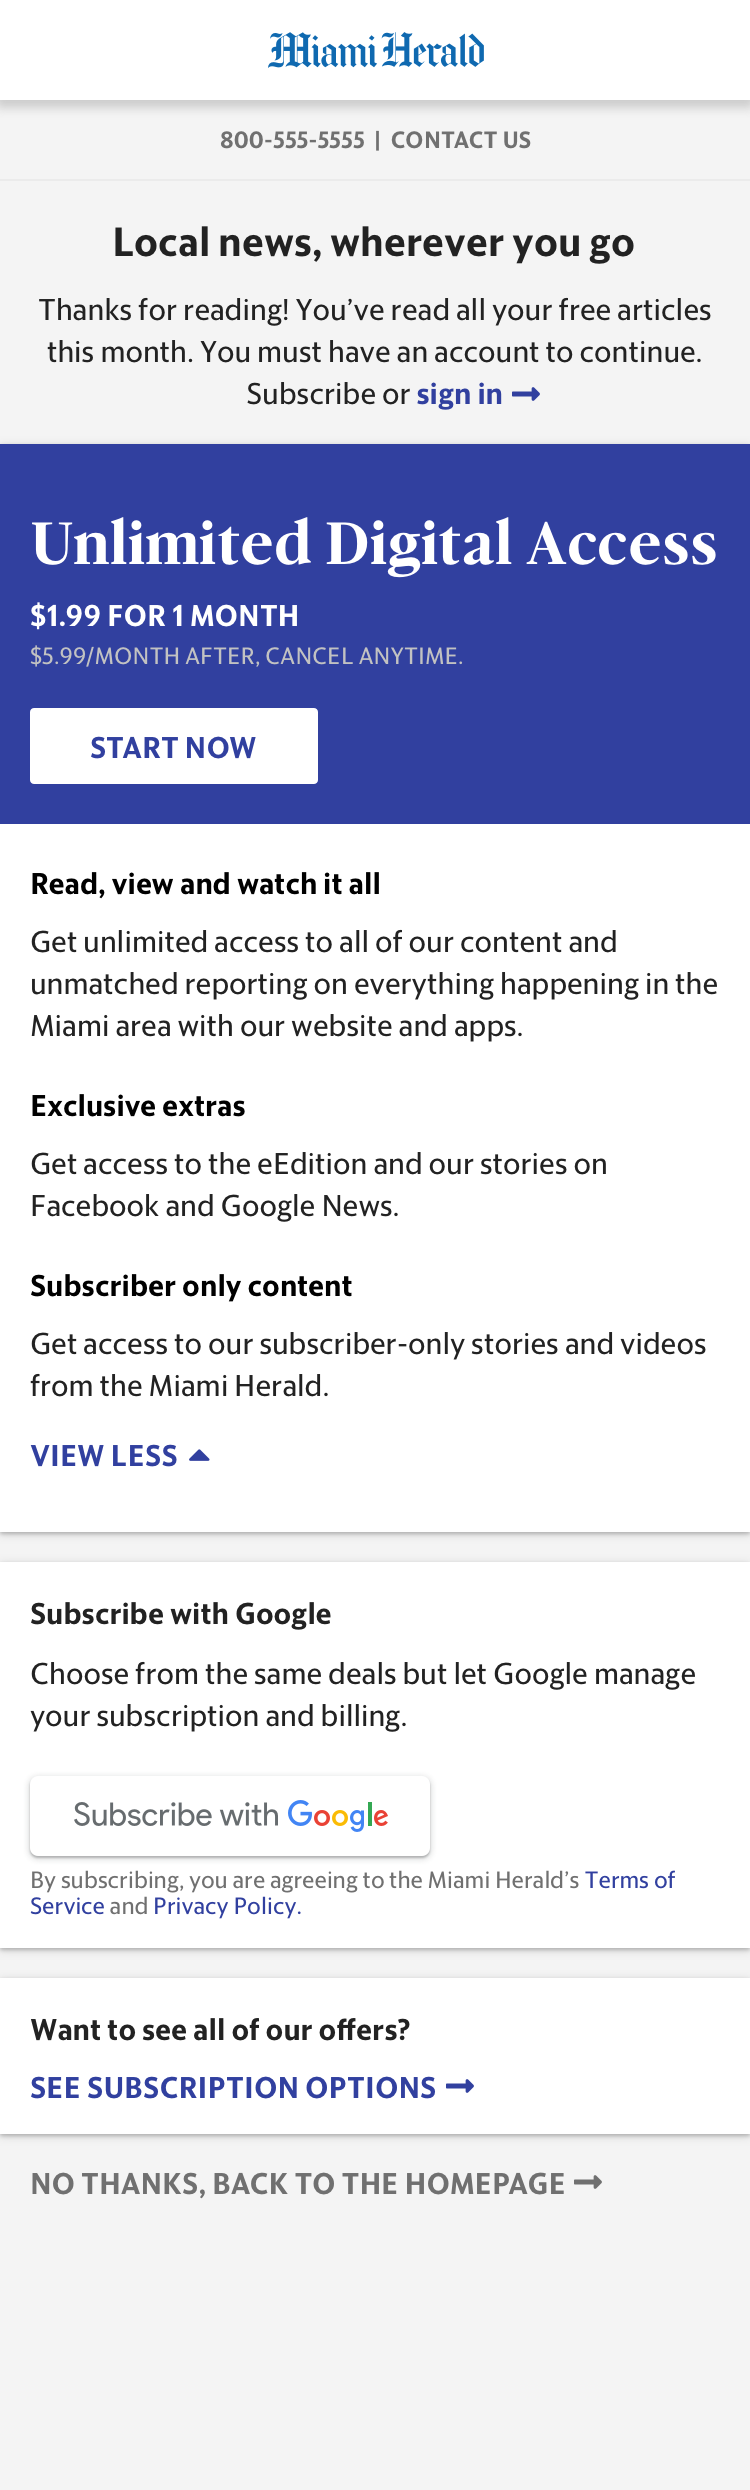 Miami Herald
800-555-5555 | CONTACT US
Local news, wherever you go
Thanks for reading! You’ve read all your free articles
this month. You must have an account to continue.
Subscribe or sign in
Unlimited Digital Access
$1.99 FOR 1 MONTH
$5.99/MONTH AFTER, CANCEL ANYTIME.
START NOW
Read, view and watch it all
Get unlimited access to all of our content and
unmatched reporting on everything happening in the
Miami area with our website and apps.
Exclusive extras
Get access to the eEdition and our stories on
Facebook and Google News.
Subscriber only content
Get access to our subscriber-only stories and videos
from the Miami Herald.
VIEW LESS
Subscribe with Google
Choose from the same deals but let Google manage
your subscription and billing.
Subscribe with Google
By subscribing, you are agreeing to the Miami Herald’s Terms of
Service and Privacy Policy.
Want to see all of our offers?
SEE SUBSCRIPTION OPTIONS
NO THANKS, BACK TO THE HOMEPAGE